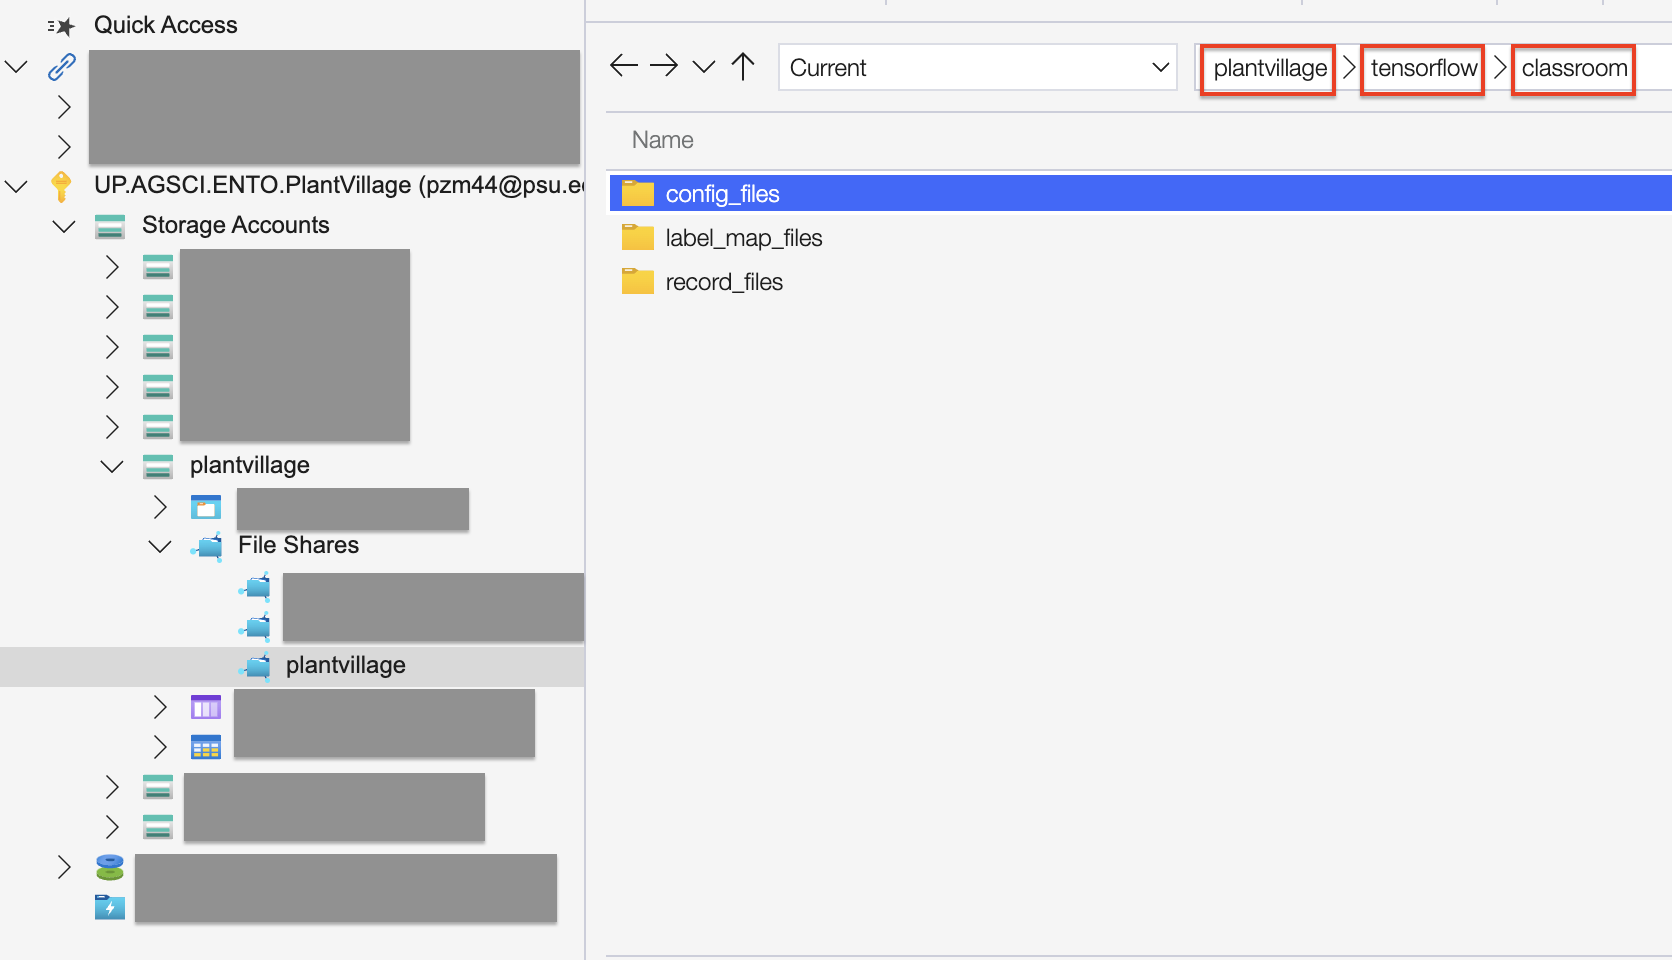 Quick Access
UP.AGSCI.ENTO.PlantVillage (pzm44@psu.e
Storage Accounts
plantvillage
File Shares
plantvillage
Current
plantvillage > tensorflow > classroom
Name
config_files
label_map_files
record_files